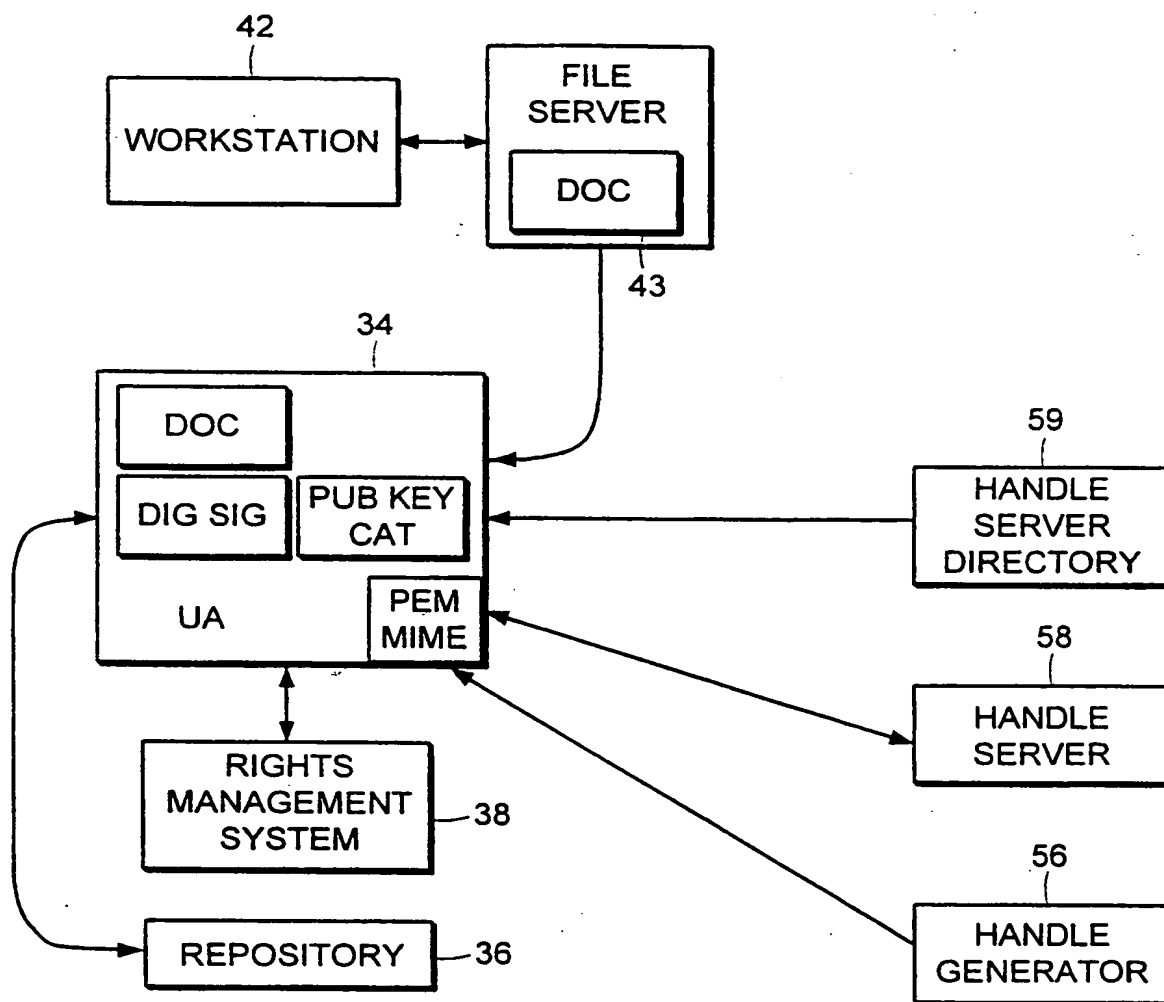 42
WORKSTATION
FILE
SERVER
DOC
43
34
DOC
DIG SIG
PUB KEY
CAT
UA
PEM
MIME
59
HANDLE
SERVER
DIRECTORY
58
HANDLE
SERVER
RIGHTS
MANAGEMENT
SYSTEM
38
56
HANDLE
GENERATOR
REPOSITORY
36